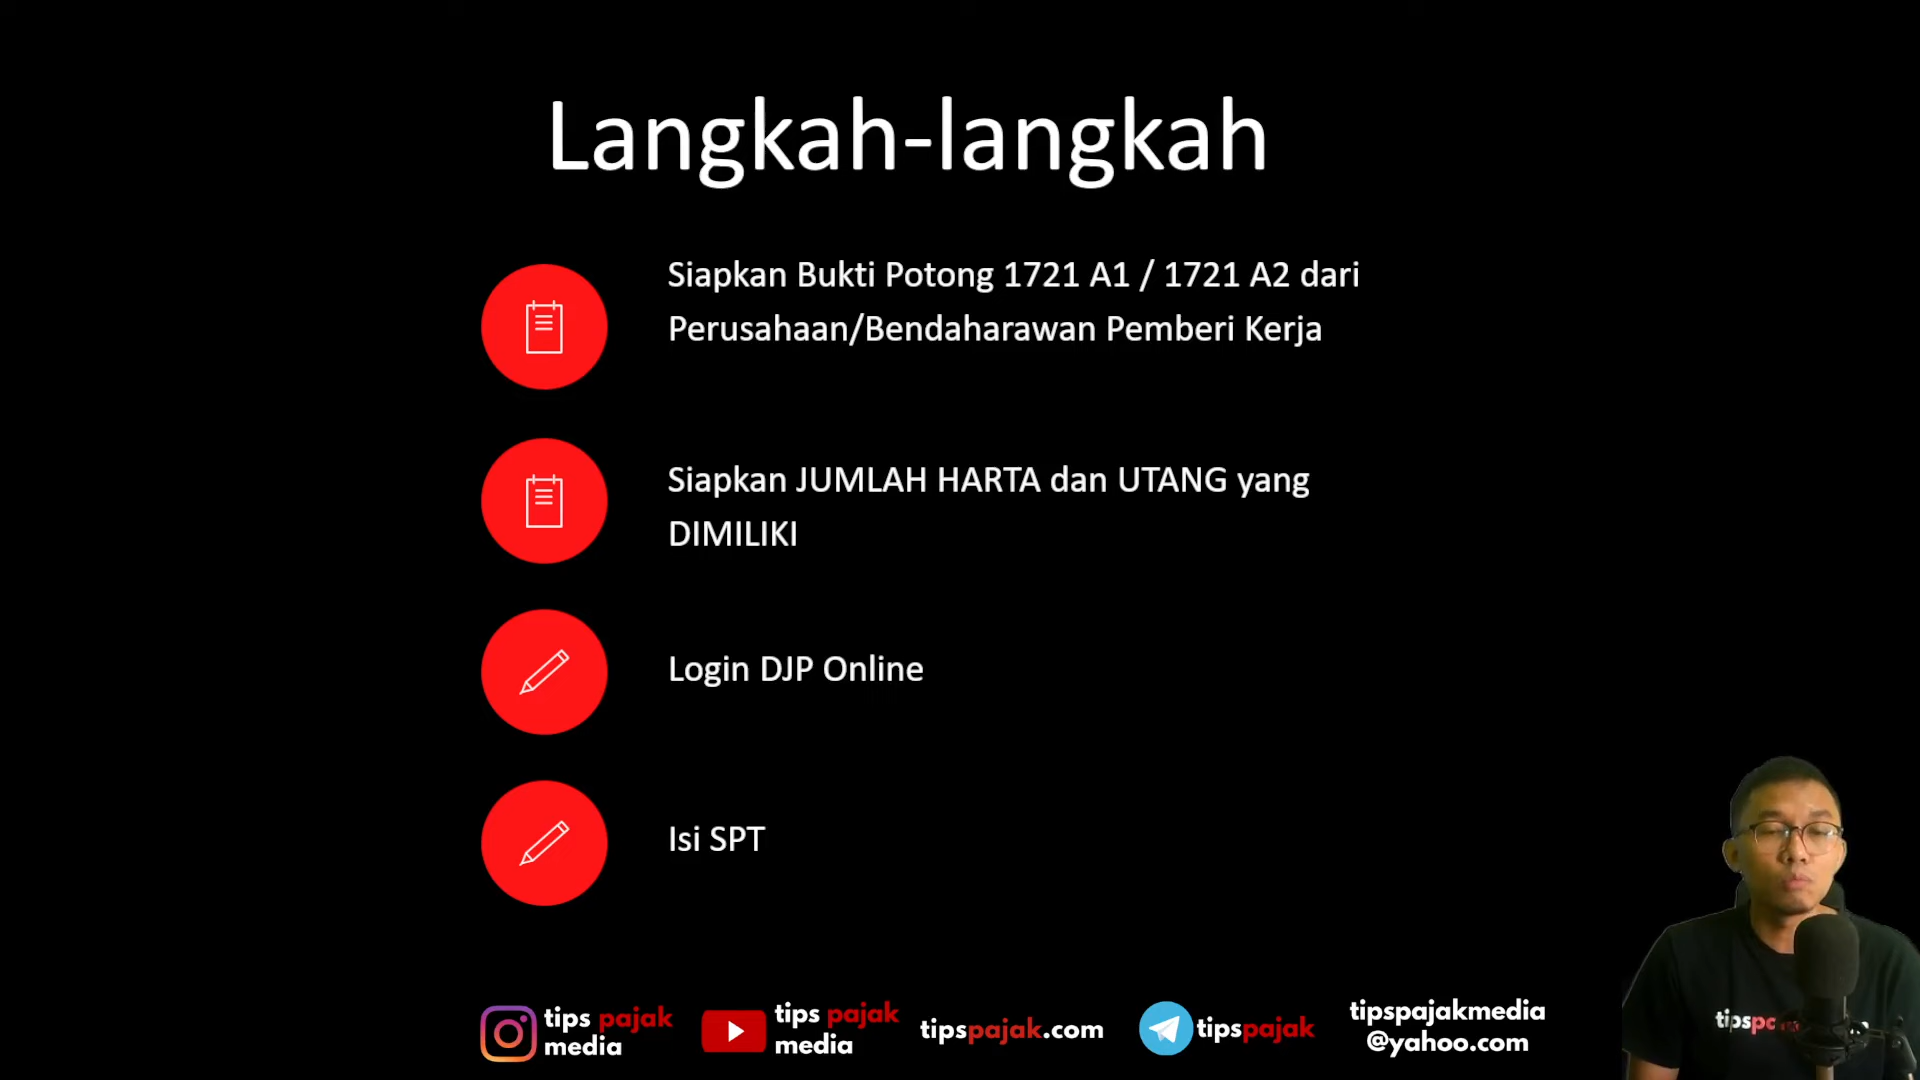 Langkah-langkah
Siapkan Bukti Potong 1721 A1 / 1721 A2 dari
Perusahaan/Bendaharawan Pemberi Kerja
Siapkan JUMLAH HARTA dan UTANG yang
DIMILIKI
Login DJP Online
Isi SPT
tips pajak
media
tips pajak
media
tipspajak.com
tipspajak
tipspajakmedia
@yahoo.com